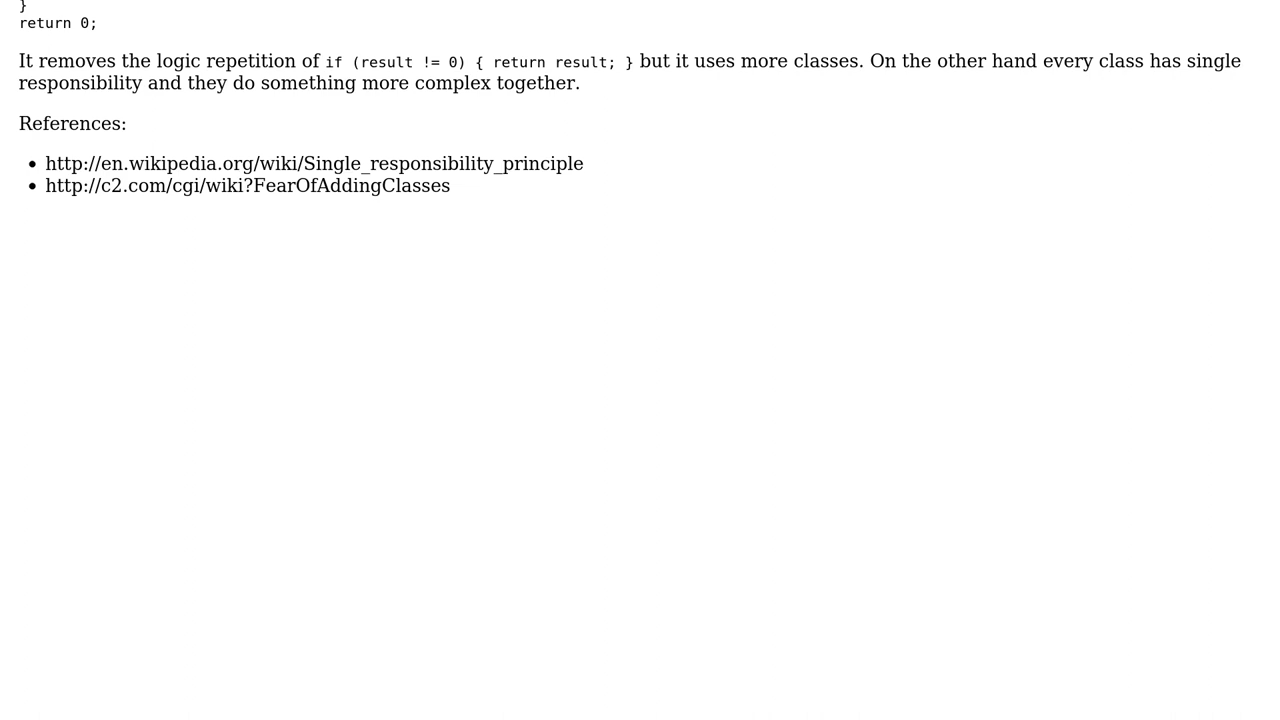 }
return 0;
It removes the logic repetition of if (result != 0) { return result; } but it uses more classes. On the other hand every class has single
responsibility and they do something more complex together.
References:
• http://en.wikipedia.org/wiki/Single_responsibility_principle
• http://c2.com/cgi/wiki?FearOfAddingClasses